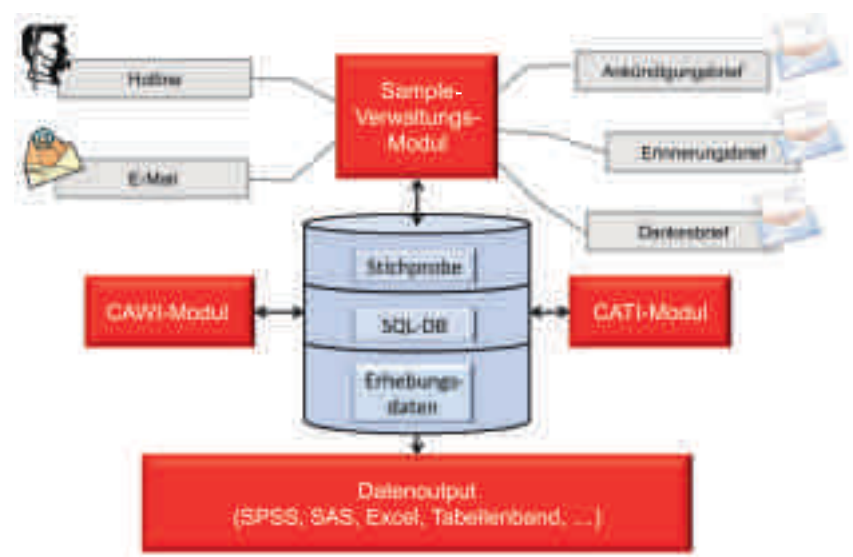 Hotline
Sample-
Verwaltungs-
Modul
Ankündigungsbrief
E-Mail
Erinnerungsbrief
Dankesbrief
Stichprobe
CAWI-Modul
SQL-DB
CATI-Modul
Erhebungs-
daten
Datenoutput
(SPSS, SAS, Excel, Tabellenband, ...)